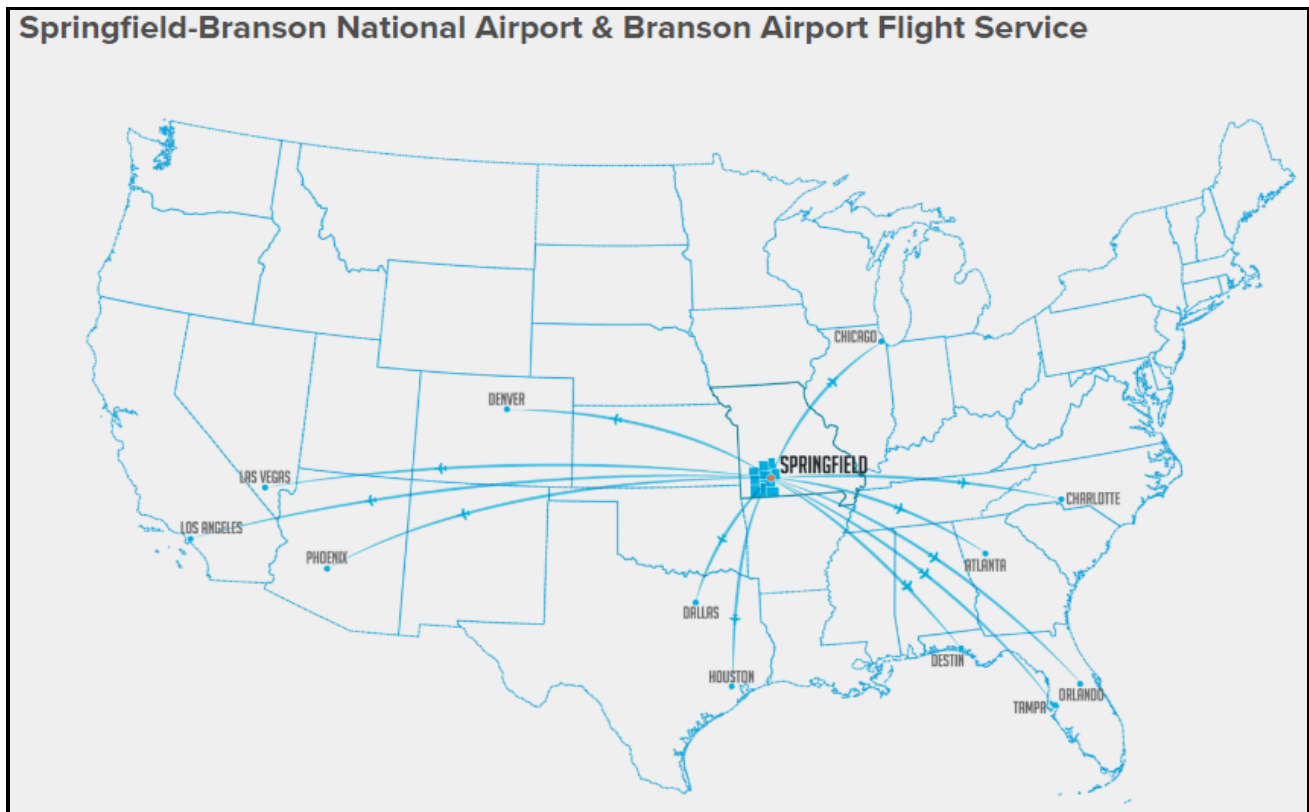 Springfield-Branson National Airport & Branson Airport Flight Service
CHICAGO
DENVER
SPRINGFIELD
LAS VEGAS
CHARLOTTE
LOS ANGELES
PHOENIX
ATLANTA
DALLAS
DESTIN
HOUSTON
ORLANDO
TAMPA